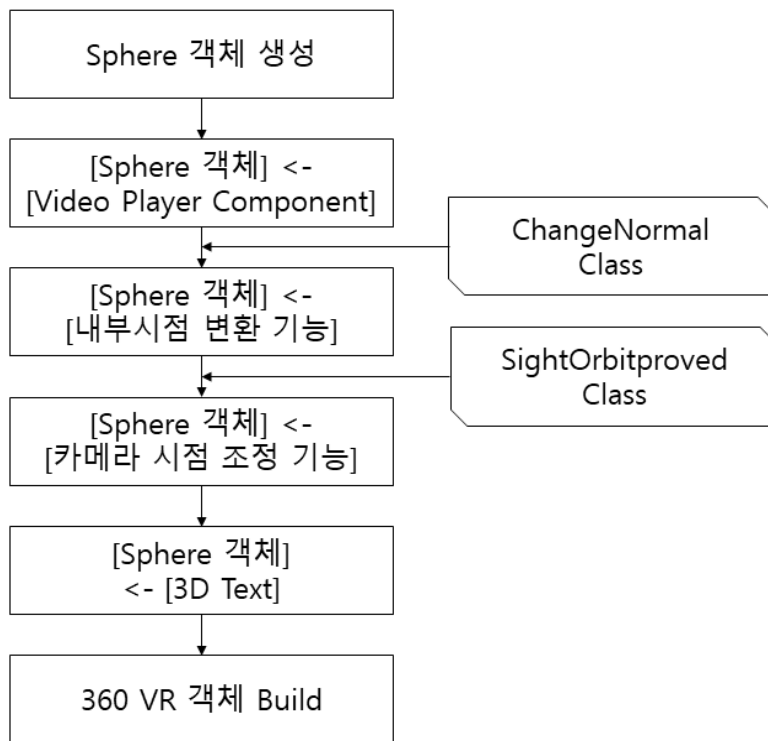 Sphere 객체 생성
[Sphere 객체] <-
[Video Player Component]
ChangeNormal
Class
[Sphere 객체] <-
[내부시점 변환 기능]
SightOrbitproved
Class
[Sphere 객체] <-
[카메라 시점 조정 기능]
[Sphere 객체]
<- [3D Text]
360 VR 객체 Build